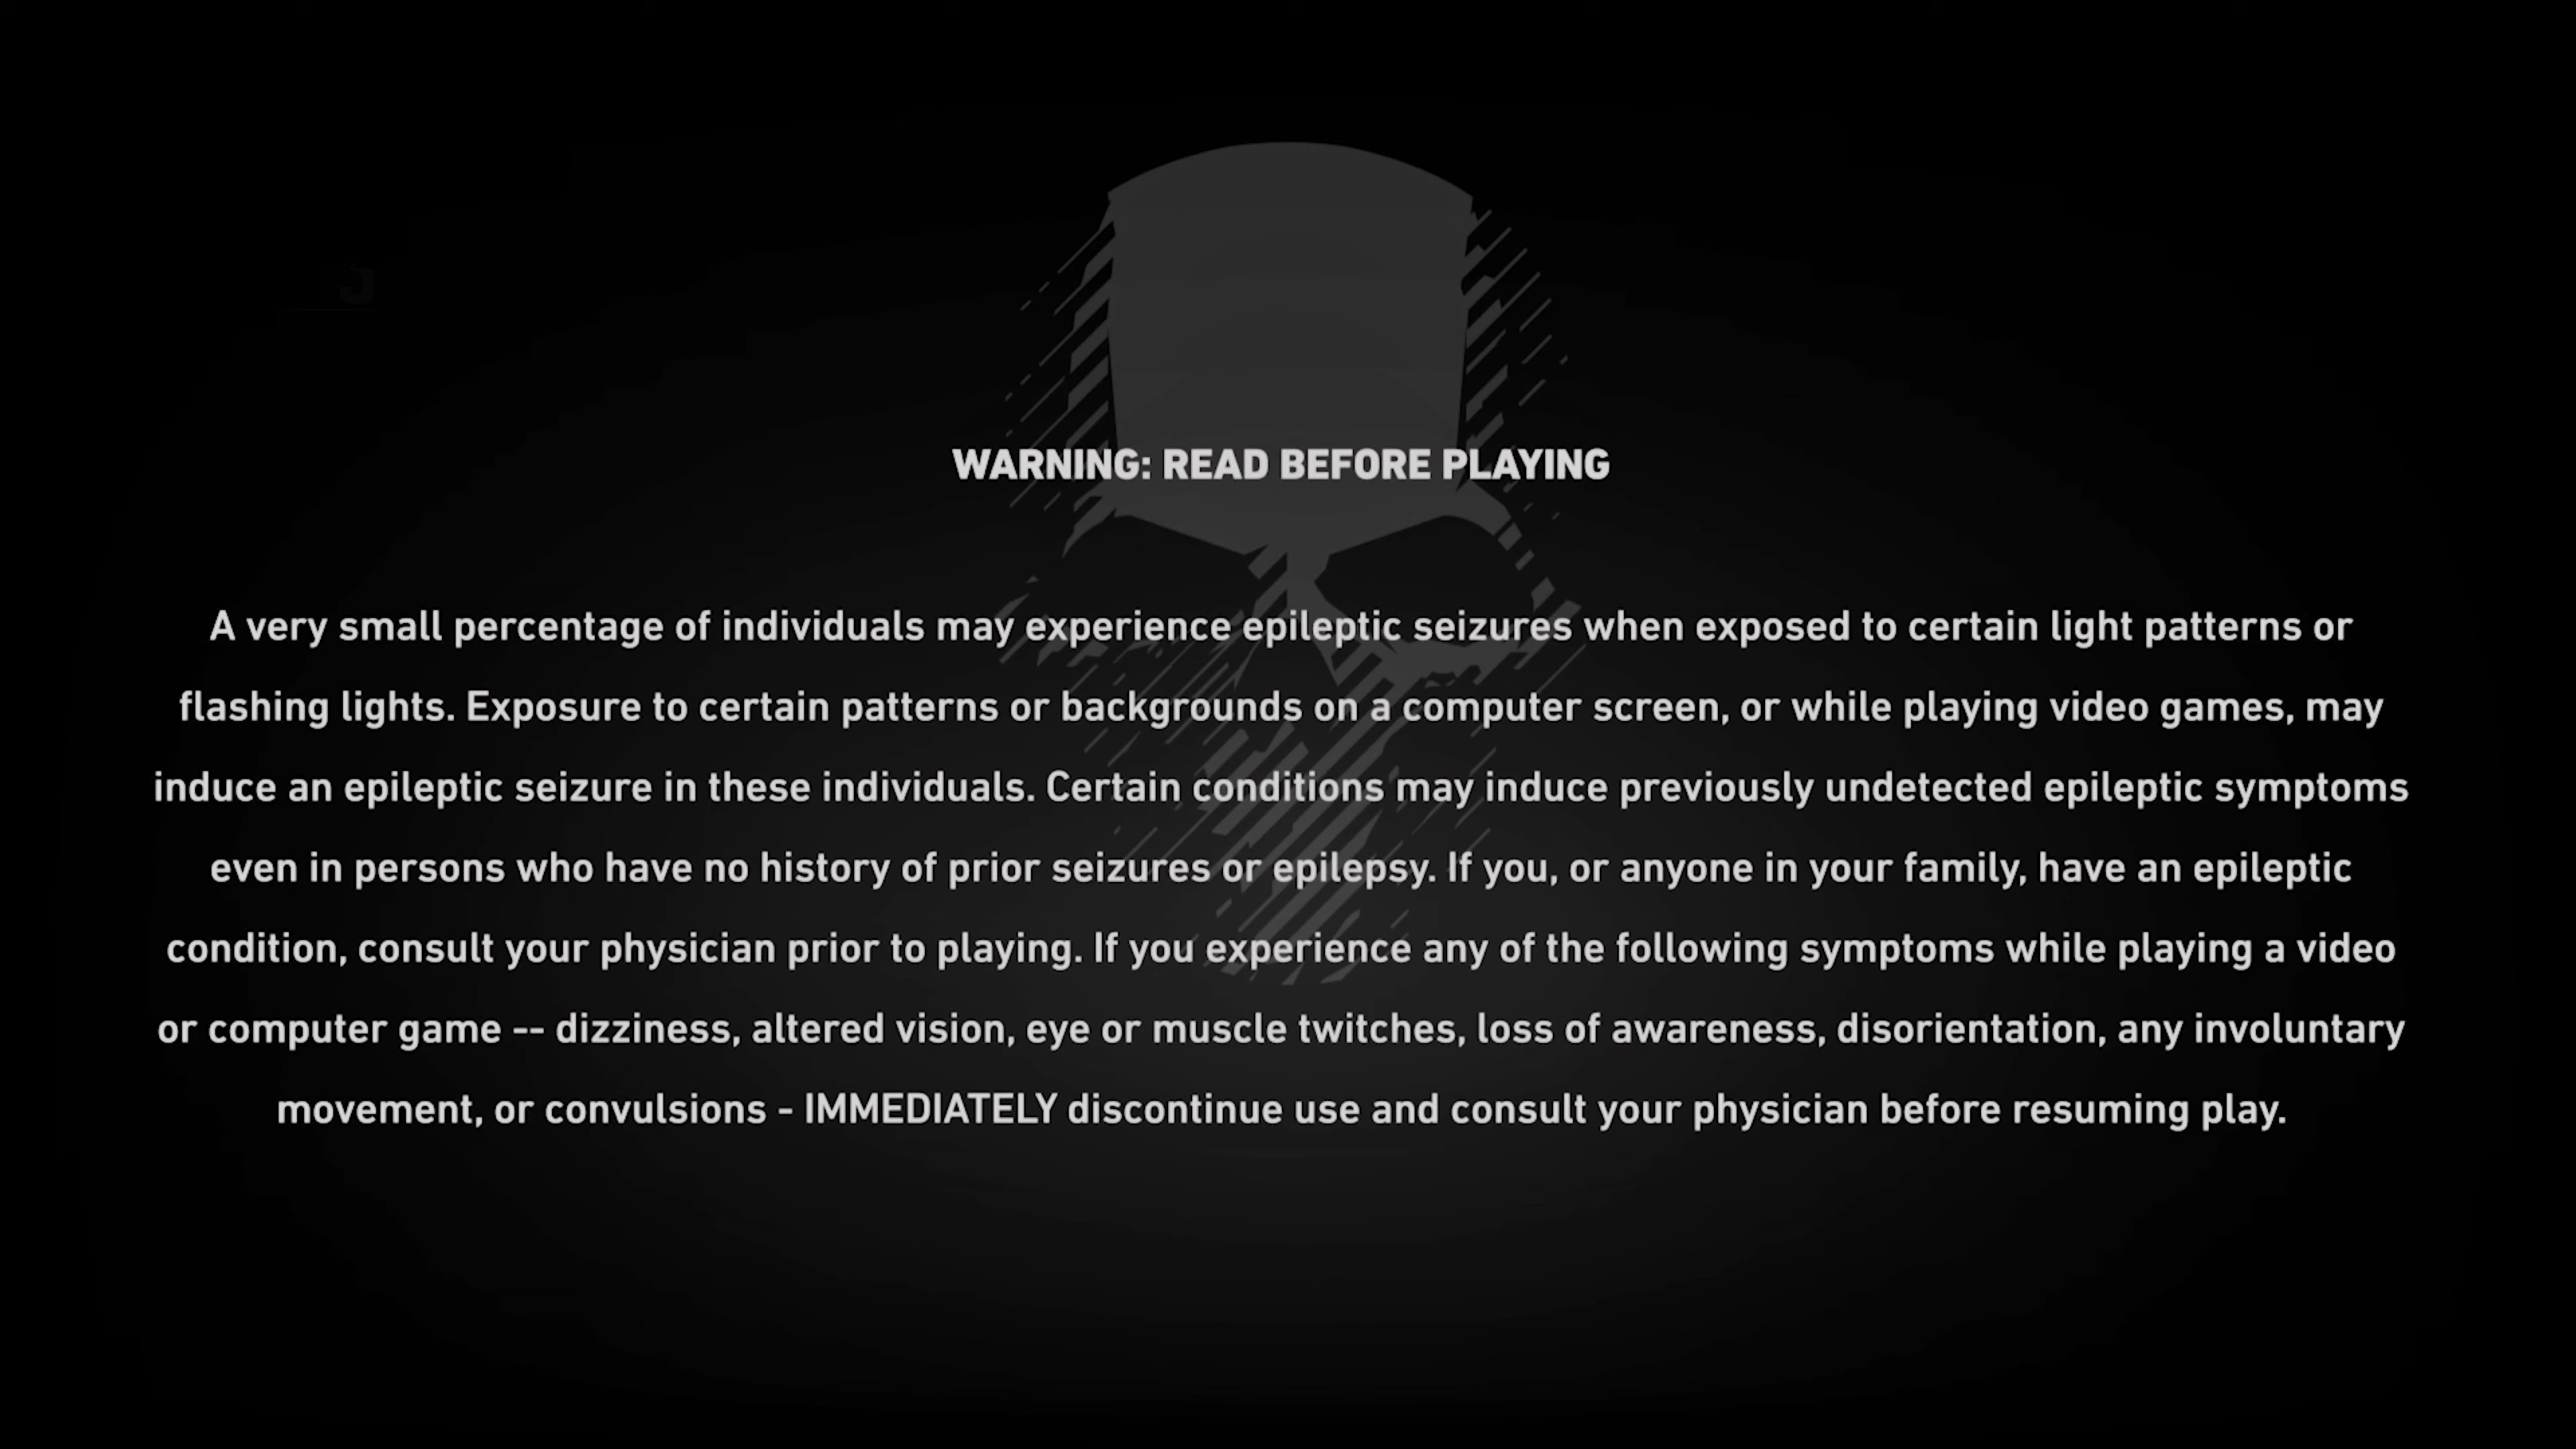 WARNING: READ BEFORE PLAYING
A very small percentage of individuals may experience epileptic seizures when exposed to certain light patterns or
flashing lights. Exposure to certain patterns or backgrounds on a computer screen, or while playing video games, may
induce an epileptic seizure in these individuals. Certain conditions may induce previously undetected epileptic symptoms
even in persons who have no history of prior seizures or epilepsy. If you, or anyone in your family, have an epileptic
condition, consult your physician prior to playing. If you experience any of the following symptoms while playing a video
or computer game -- dizziness, altered vision, eye or muscle twitches, loss of awareness, disorientation, any involuntary
movement, or convulsions - IMMEDIATELY discontinue use and consult your physician before resuming play.